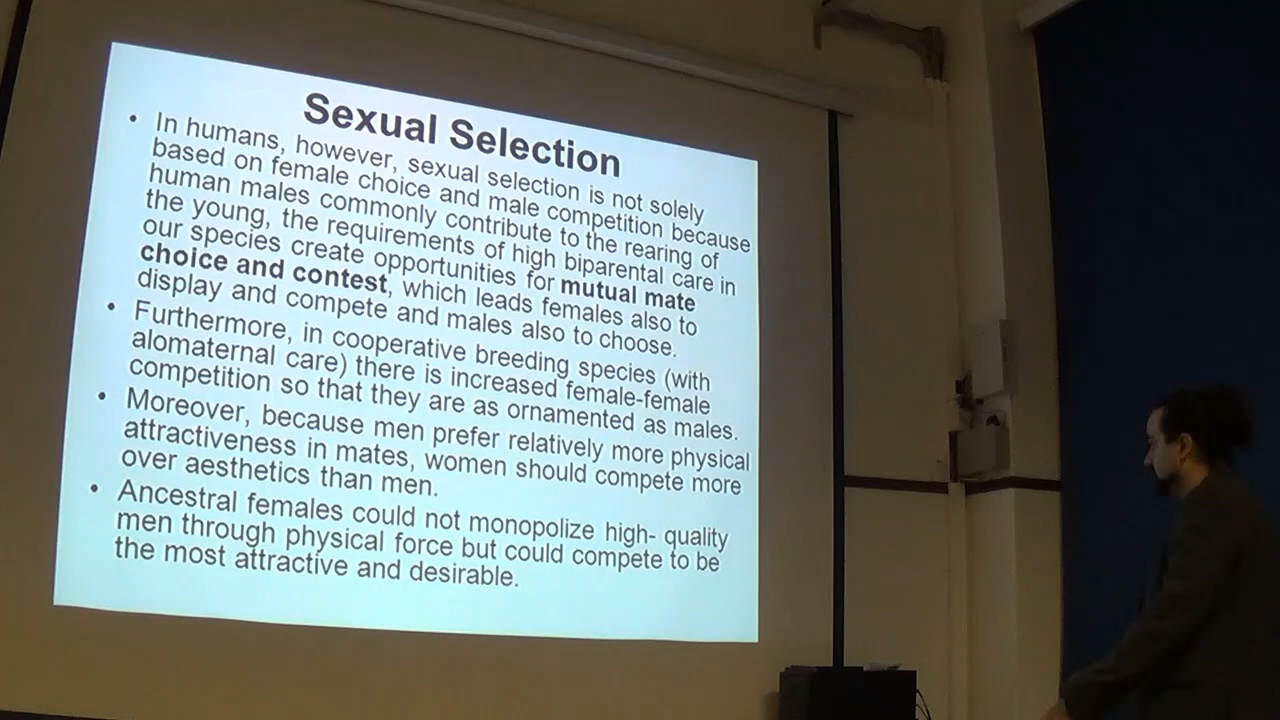 Sexual Selection
• In humans, however, sexual selection is not solely
based on female choice and male competition because
human males commonly contribute to the rearing of
the young, the requirements of high biparental care in
our species create opportunities for mutual mate
choice and contest, which leads females also to
display and compete and males also to choose.
• Furthermore, in cooperative breeding species (with
alomaternal care) there is increased female-female
competition so that they are as ornamented as males.
• Moreover, because men prefer relatively more physical
attractiveness in mates, women should compete more
over aesthetics than men.
• Ancestral females could not monopolize high- quality
men through physical force but could compete to be
the most attractive and desirable.